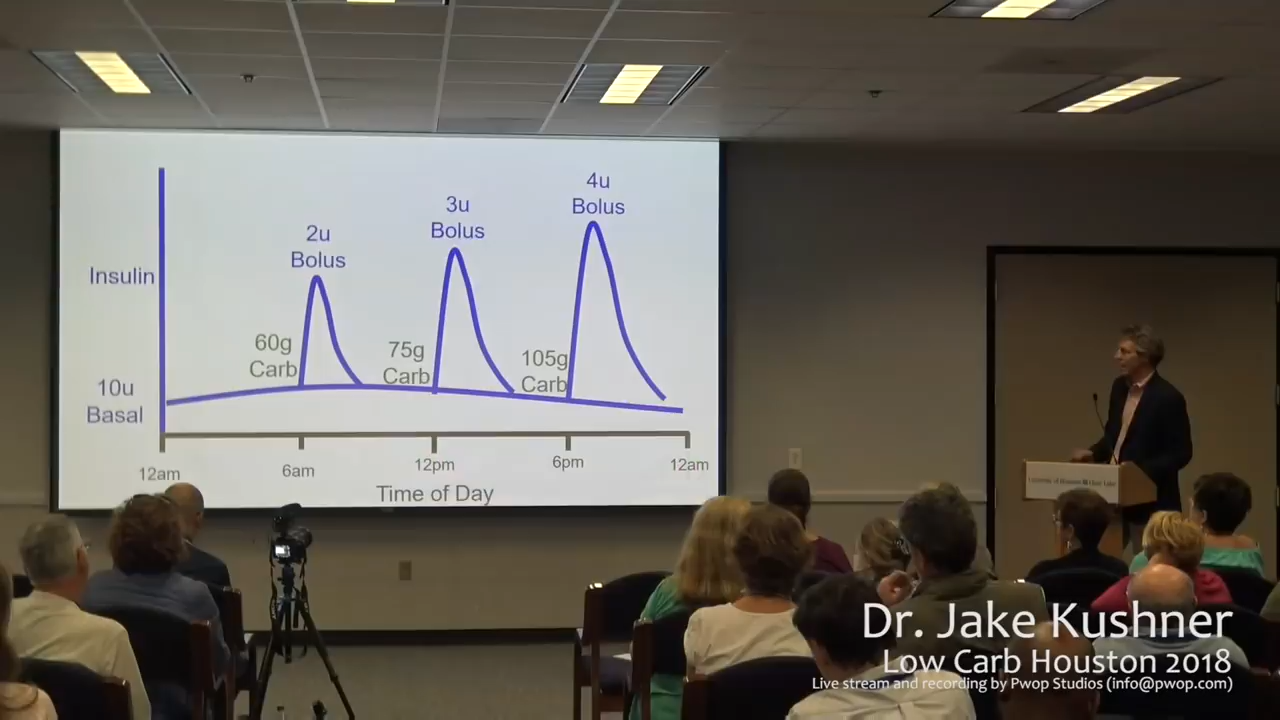 4u
Bolus
3u
Bolus
2u
Bolus
Insulin
60g
Carb
75g
Carb
105g
Carb
10u
Basal
12am
6am
12pm
6pm
12am
Time of Day
Dr. Jake Kushner
Low Carb Houston 2018
Live stream and recording by Pwop Studios (info@pwop.com)